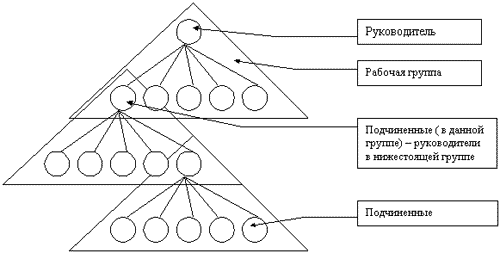 Руководитель
Рабочая группа
Подчиненные ( в данной
группе) – руководители
в нижестоящей группе
Подчиненные